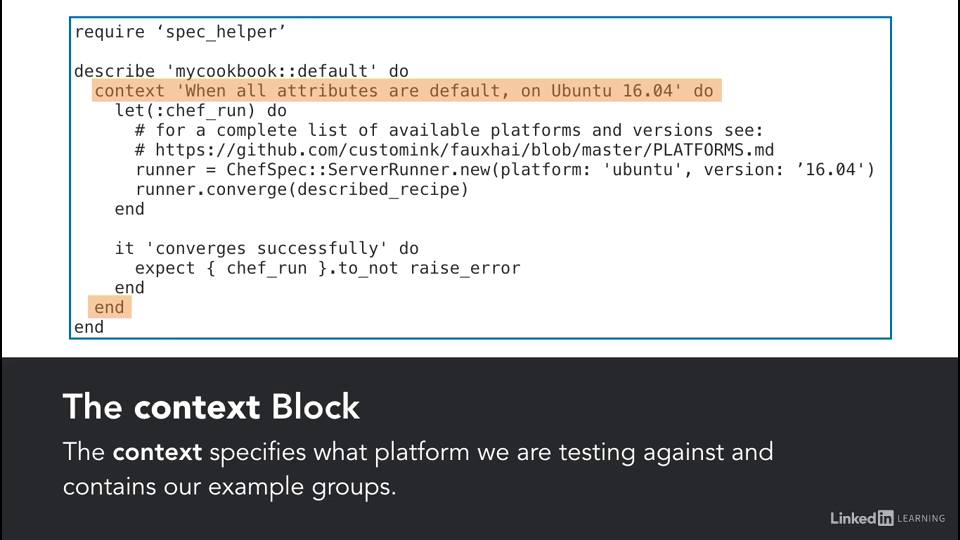 require ‘spec_helper’

describe 'mycookbook::default' do
  context 'When all attributes are default, on Ubuntu 16.04' do
    let(:chef_run) do
      # for a complete list of available platforms and versions see:
      # https://github.com/customink/fauxhai/blob/master/PLATFORMS.md
      runner = ChefSpec::ServerRunner.new(platform: 'ubuntu', version: ’16.04')
      runner.converge(described_recipe)
    end

    it 'converges successfully' do
      expect { chef_run }.to_not raise_error
    end
  end
end
The context Block
The context specifies what platform we are testing against and
contains our example groups.
Linked in LEARNING